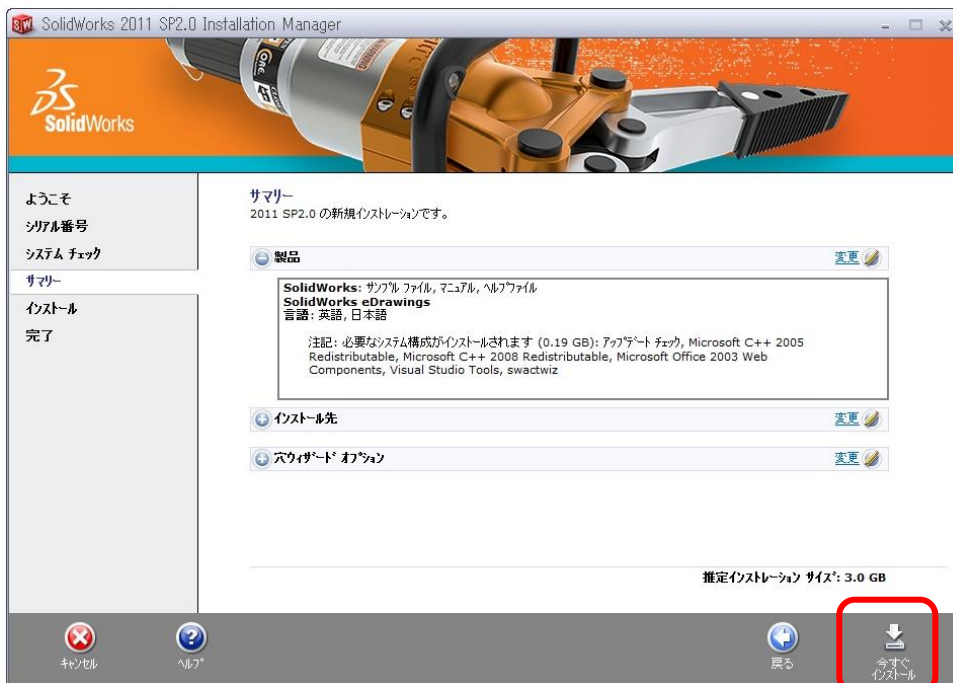 SolidWorks 2011 SP2.0 Installation Manager
SolidWorks
ようこそ
シリアル番号
システム チェック
サマリー
インストール
完了
サマリー
2011 SP2.0 の新規インストレーションです。
製品
変更
SolidWorks: サンプル ファイル, マニュアル, ヘルプファイル
SolidWorks eDrawings
言語: 英語, 日本語
注記: 必要なシステム構成がインストールされます (0.19 GB): アップデート チェック, Microsoft C++ 2005
Redistributable, Microsoft C++ 2008 Redistributable, Microsoft Office 2003 Web
Components, Visual Studio Tools, swactwiz
インストール先
変更
穴ウィザード オプション
変更
推定インストレーション サイズ: 3.0 GB
キャンセル
ヘルプ
戻る
今すぐ
インストール